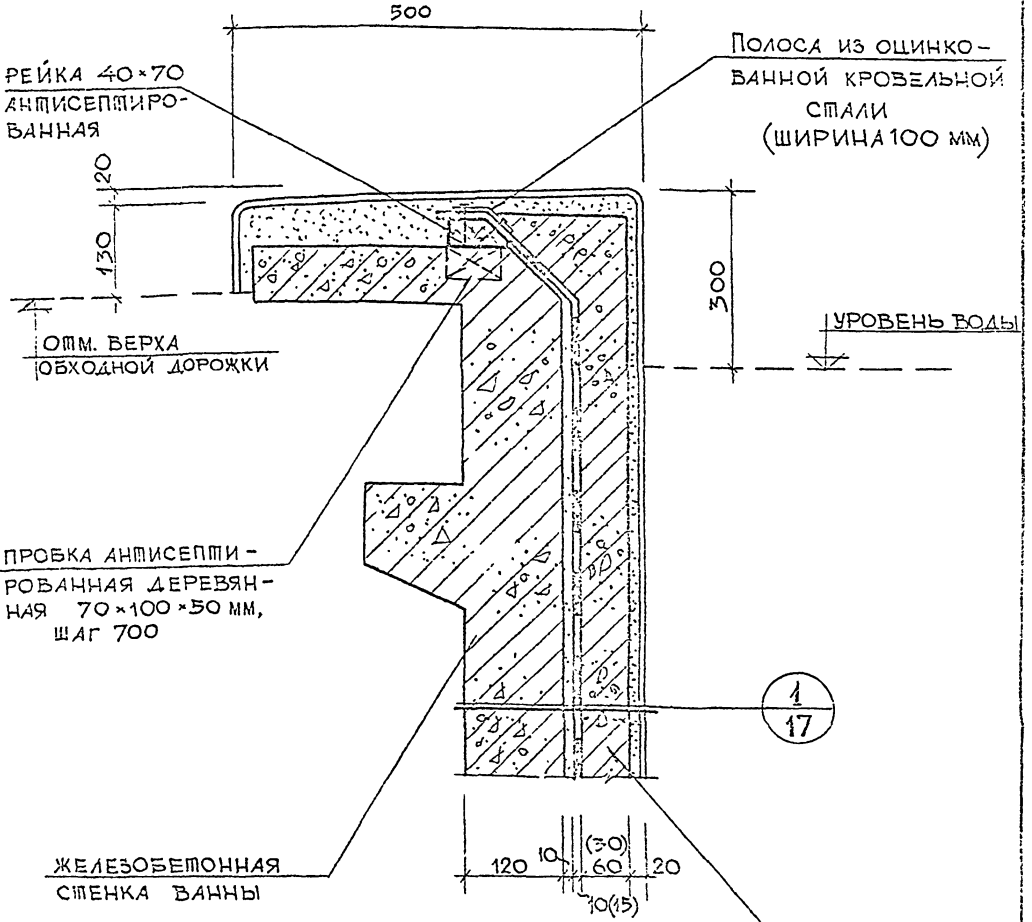 500
РЕЙКА 40×70
АНТИСЕПТИРО-
ВАННАЯ
ПОЛОСА ИЗ ОЦИНКО-
ВАННОЙ КРОВЕЛЬНОЙ
СТАЛИ
(ШИРИНА 100 ММ)
20
130
300
ОТМ. ВЕРХА
ОБХОДНОЙ ДОРОЖКИ
УРОВЕНЬ ВОДЫ
ПРОБКА АНТИСЕПТИ-
РОВАННАЯ ДЕРЕВЯН-
НАЯ 70×100×50 ММ,
ШАГ 700
1
17
ЖЕЛЕЗОБЕТОННАЯ
СТЕНКА ВАННЫ
(30)
120 10 60 20
10(15)